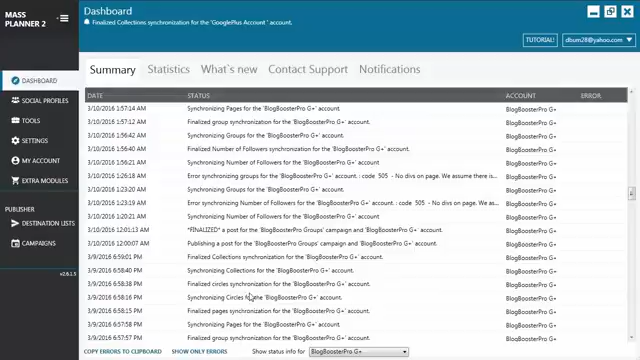 MASS
PLANNER 2
Dashboard
Finalized Collections synchronization for the 'GooglePlus Account' account.
TUTORIAL!
dbum28@yahoo.com
DASHBOARD
SOCIAL PROFILES
TOOLS
SETTINGS
MY ACCOUNT
EXTRA MODULES
PUBLISHER
DESTINATION LISTS
CAMPAIGNS
v2.6.1.5
Summary Statistics What's new Contact Support Notifications
DATE STATUS ACCOUNT ERROR
3/10/2016 1:57:14 AM Synchronizing Pages for the 'BlogBoosterPro G+' account. BlogBoosterPro G+
3/10/2016 1:57:12 AM Finalized group synchronization for the 'BlogBoosterPro G+' account. BlogBoosterPro G+
3/10/2016 1:56:42 AM Synchronizing Groups for the 'BlogBoosterPro G+' account. BlogBoosterPro G+
3/10/2016 1:56:40 AM Finalized Number of Followers synchronization for the 'BlogBoosterPro G+' account. BlogBoosterPro G+
3/10/2016 1:56:21 AM Synchronizing Number of Followers for the 'BlogBoosterPro G+' account. BlogBoosterPro G+
3/10/2016 1:26:18 AM Error synchronizing groups for the 'BlogBoosterPro G+' account. : code 505 - No divs on page. We assume there is... BlogBoosterPro G+
3/10/2016 1:23:20 AM Synchronizing Groups for the 'BlogBoosterPro G+' account. BlogBoosterPro G+
3/10/2016 1:23:19 AM Error synchronizing Number of Followers for the 'BlogBoosterPro G+' account. : code 505 - No divs on page. We as... BlogBoosterPro G+
3/10/2016 1:20:21 AM Synchronizing Number of Followers for the 'BlogBoosterPro G+' account. BlogBoosterPro G+
3/10/2016 12:01:13 AM *FINALIZED* a post for the 'BlogBoosterPro Groups' campaign and 'BlogBoosterPro G+' account. BlogBoosterPro G+
3/10/2016 12:00:07 AM Publishing a post for the 'BlogBoosterPro Groups' campaign and 'BlogBoosterPro G+' account. BlogBoosterPro G+
3/9/2016 6:59:01 PM Finalized Collections synchronization for the 'BlogBoosterPro G+' account. BlogBoosterPro G+
3/9/2016 6:58:40 PM Synchronizing Collections for the 'BlogBoosterPro G+' account. BlogBoosterPro G+
3/9/2016 6:58:38 PM Finalized circles synchronization for the 'BlogBoosterPro G+' account. BlogBoosterPro G+
3/9/2016 6:58:16 PM Synchronizing Circles for the 'BlogBoosterPro G+' account. BlogBoosterPro G+
3/9/2016 6:58:15 PM Finalized pages synchronization for the 'BlogBoosterPro G+' account. BlogBoosterPro G+
3/9/2016 6:57:58 PM Synchronizing Pages for the 'BlogBoosterPro G+' account. BlogBoosterPro G+
3/9/2016 6:57:57 PM Finalized group synchronization for the 'BlogBoosterPro G+' account. BlogBoosterPro G+
COPY ERRORS TO CLIPBOARD SHOW ONLY ERRORS Show status info for BlogBoosterPro G+